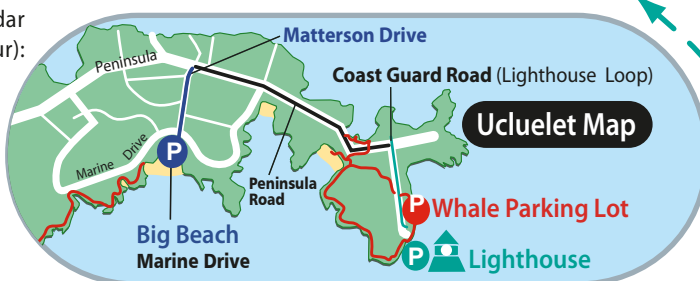 dar
ur):
Matterson Drive
Peninsula
Coast Guard Road (Lighthouse Loop)
Ucluelet Map
Marine Drive
P
Peninsula
Road
P Whale Parking Lot
Big Beach
Marine Drive
P Lighthouse